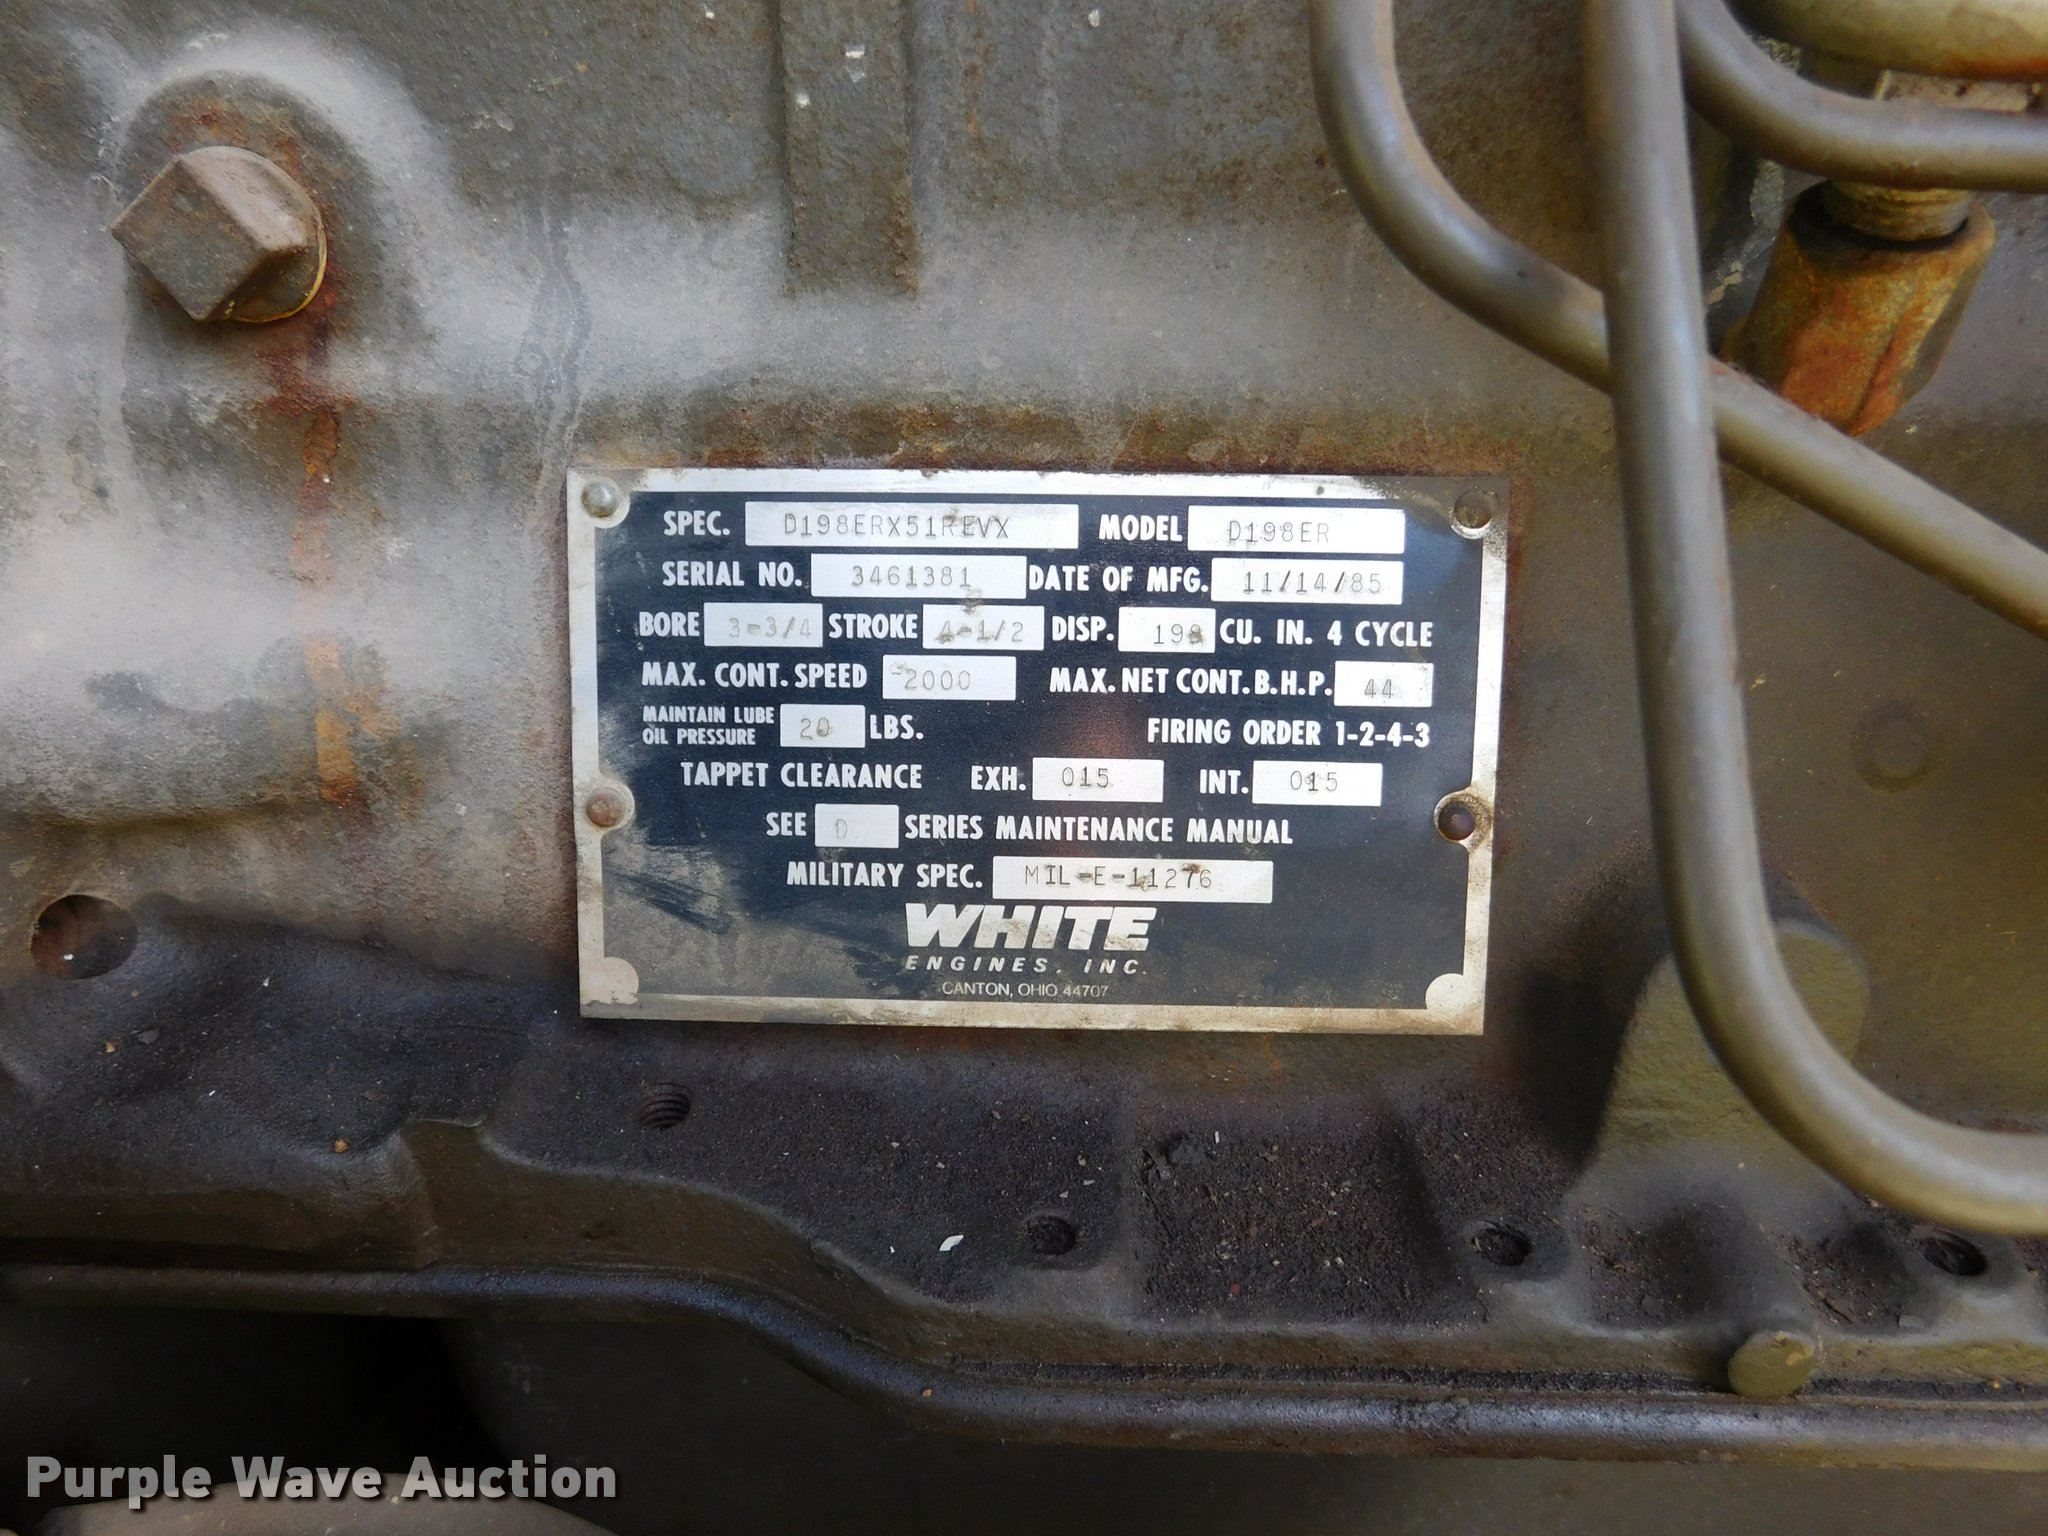 SPEC. D198ERX51REVX MODEL D198ER
SERIAL NO. 3461381 DATE OF MFG. 11/14/85
BORE 3-3/4 STROKE 4-1/2 DISP. 198 CU. IN. 4 CYCLE
MAX. CONT. SPEED 2000 MAX. NET CONT. B.H.P. 44
MAINTAIN LUBE OIL PRESSURE 20 LBS. FIRING ORDER 1-2-4-3
TAPPET CLEARANCE EXH. 015 INT. 015
SEE D SERIES MAINTENANCE MANUAL
MILITARY SPEC. MIL-E-11276
WHITE
ENGINES, INC.
CANTON, OHIO 44707
Purple Wave Auction